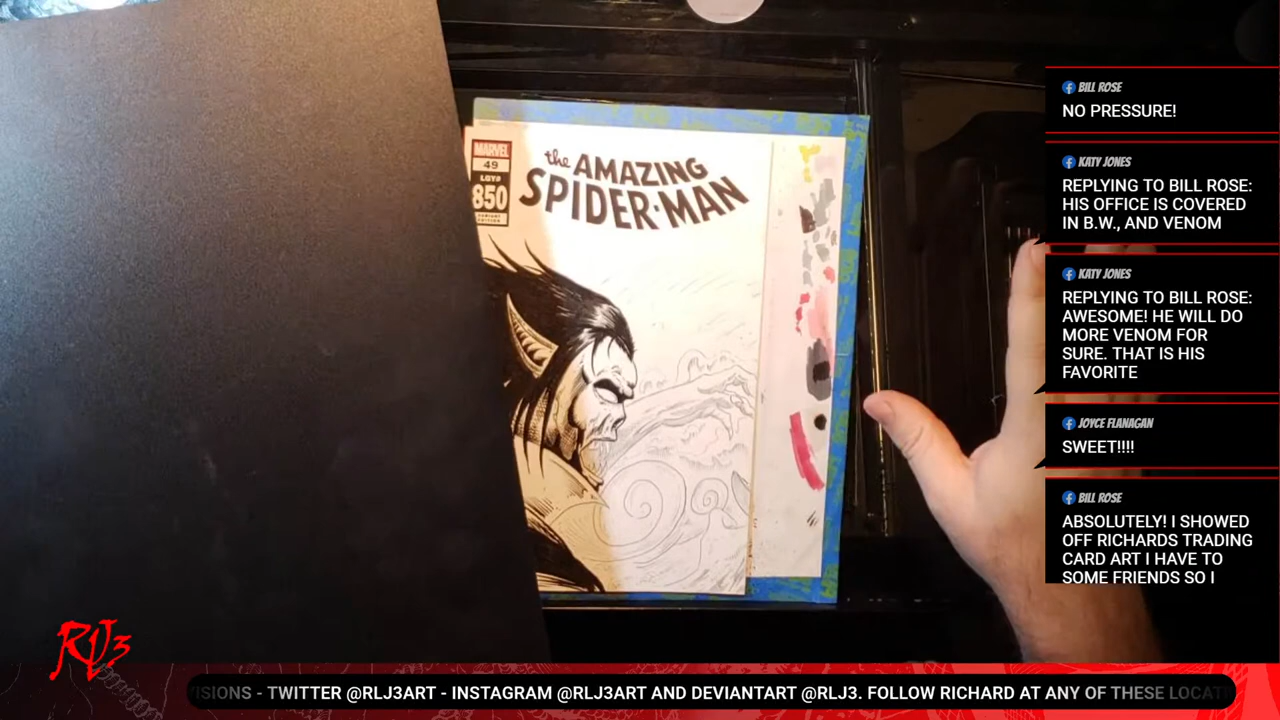 MARVEL
49
LGY#
850
VARIANT
EDITION
the AMAZING
SPIDER-MAN
BILL ROSE
NO PRESSURE!
KATY JONES
REPLYING TO BILL ROSE:
HIS OFFICE IS COVERED
IN B.W., AND VENOM
KATY JONES
REPLYING TO BILL ROSE:
AWESOME! HE WILL DO
MORE VENOM FOR
SURE. THAT IS HIS
FAVORITE
JOYCE FLANAGAN
SWEET!!!!
BILL ROSE
ABSOLUTELY! I SHOWED
OFF RICHARDS TRADING
CARD ART I HAVE TO
SOME FRIENDS SO I
RLJ3
ISIONS - TWITTER @RLJ3ART - INSTAGRAM @RLJ3ART AND DEVIANTART @RLJ3. FOLLOW RICHARD AT ANY OF THESE LOCATI